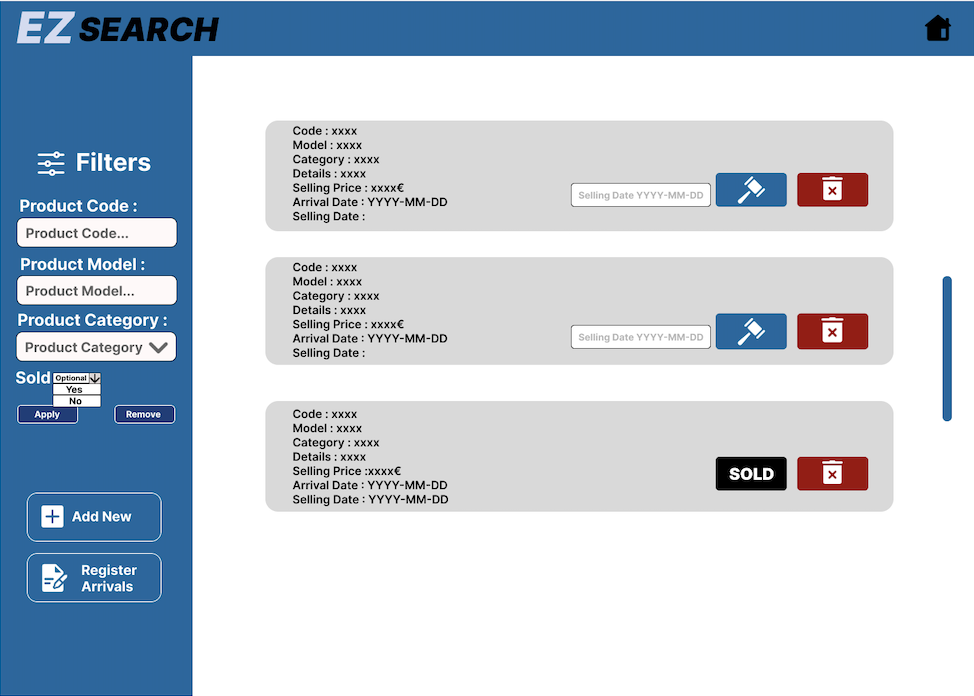 EZ SEARCH
Filters
Product Code :
Product Code...
Product Model :
Product Model...
Product Category :
Product Category
Sold
Optional
Yes
No
Apply
Remove
Add New
Register
Arrivals
Code : xxxx
Model : xxxx
Category : xxxx
Details : xxxx
Selling Price : xxxx€
Arrival Date : YYYY-MM-DD
Selling Date :
Selling Date YYYY-MM-DD
Code : xxxx
Model : xxxx
Category : xxxx
Details : xxxx
Selling Price : xxxx€
Arrival Date : YYYY-MM-DD
Selling Date :
Selling Date YYYY-MM-DD
Code : xxxx
Model : xxxx
Category : xxxx
Details : xxxx
Selling Price :xxxx€
Arrival Date : YYYY-MM-DD
Selling Date : YYYY-MM-DD
SOLD